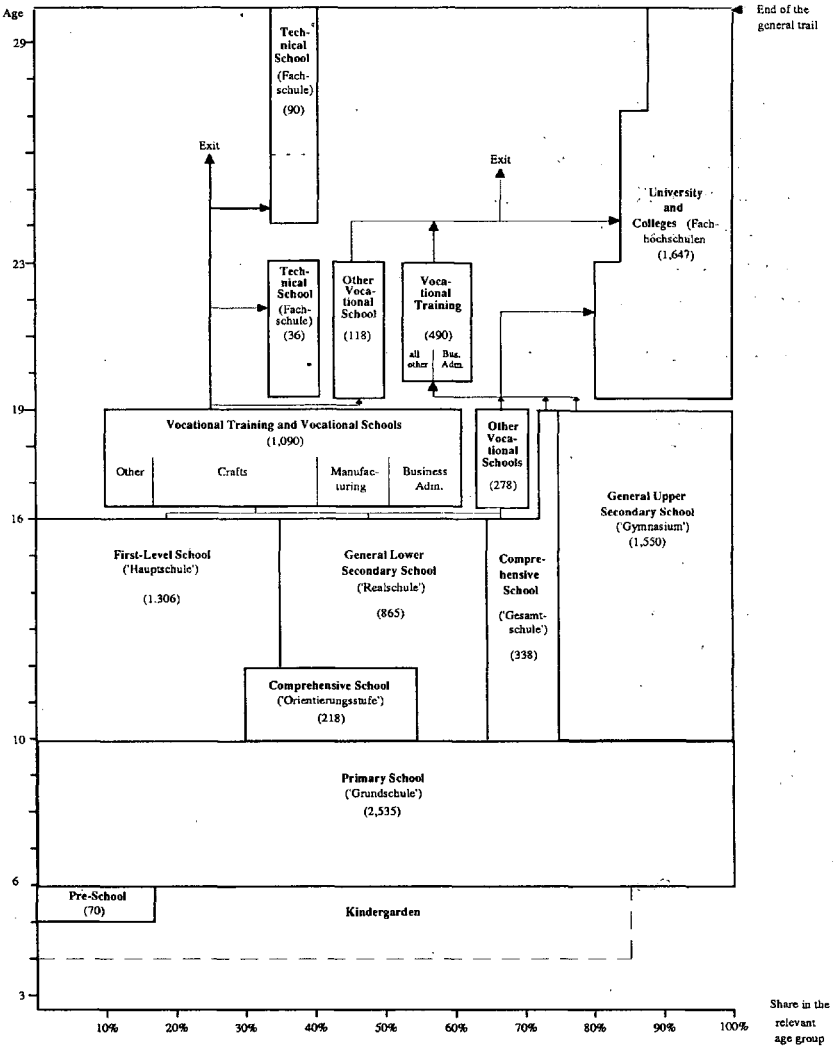 Age
End of the
general trail
29
Tech-
nical
School
(Fach-
schule)
(90)
Exit
Exit
University
and
Colleges (Fach-
hochschulen
(1,647)
23
Tech-
nical
School
(Fach-
schule)
(36)
Other
Vocational
School
(118)
Voca-
tional
Training
(490)
all
other
Bus.
Adm.
19
Vocational Training and Vocational Schools
(1,090)
Other
Crafts
Manufac-
turing
Business
Adm.
Other
Voca-
tional
Schools
(278)
General Upper
Secondary School
('Gymnasium')
(1,550)
16
First-Level School
('Hauptschule')
(1.306)
General Lower
Secondary School
('Realschule')
(865)
Compre-
hensive
School
('Gesamt-
schule')
(338)
Comprehensive School
('Orientierungsstufe')
(218)
10
Primary School
('Grundschule')
(2,535)
6
Pre-School
(70)
Kindergarden
3
10% 20% 30% 40% 50% 60% 70% 80% 90% 100%
Share in the
relevant
age group